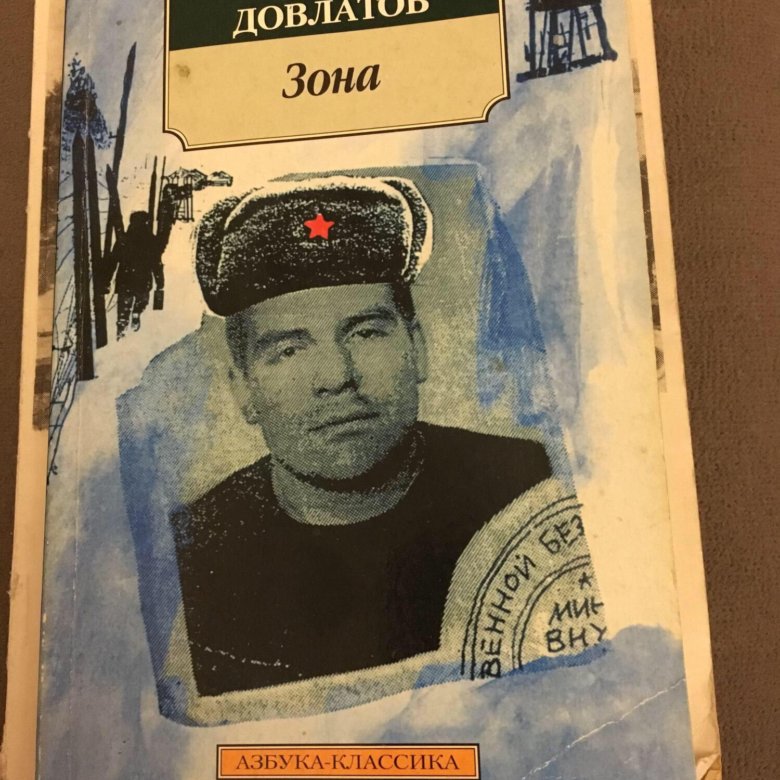 ДОВЛАТОВ
Зона
ВЕННОЙ БЕЗ
МИН
ВНУ
АЗБУКА-КЛАССИКА